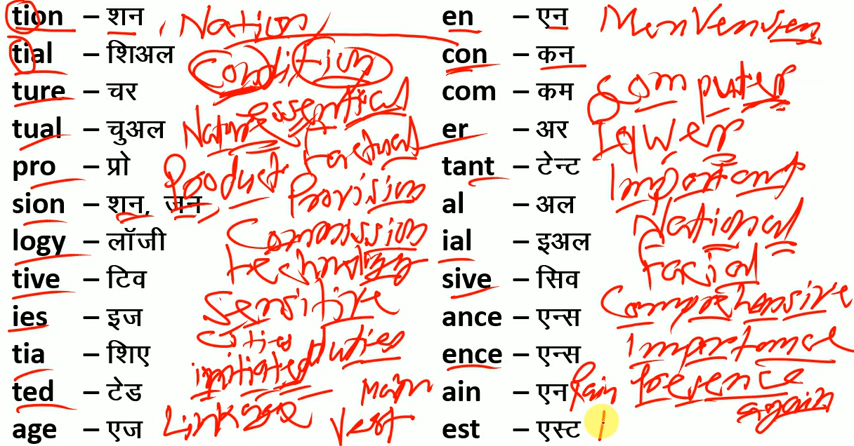 tion – शन , Nation
tial – शिअल Condition
ture – चर Essential
tual – चुअल Nature Factual
pro – प्रो Product
sion – शन, जन Provision
logy – लॉजी Commission
tive – टिव technology
ies – इज Sensitive
tia – शिए Cities Duties
ted – टेड initiated
age – एज Linkage
en – एन
con – कन
com – कम Computer
er – अर Lower
tant – टेन्ट Important
al – अल National
ial – इअल Facial
sive – सिव Comprehensive
ance – एन्स Importance
ence – एन्स Presence
ain – एन Pain again Main
est – एस्ट Vest